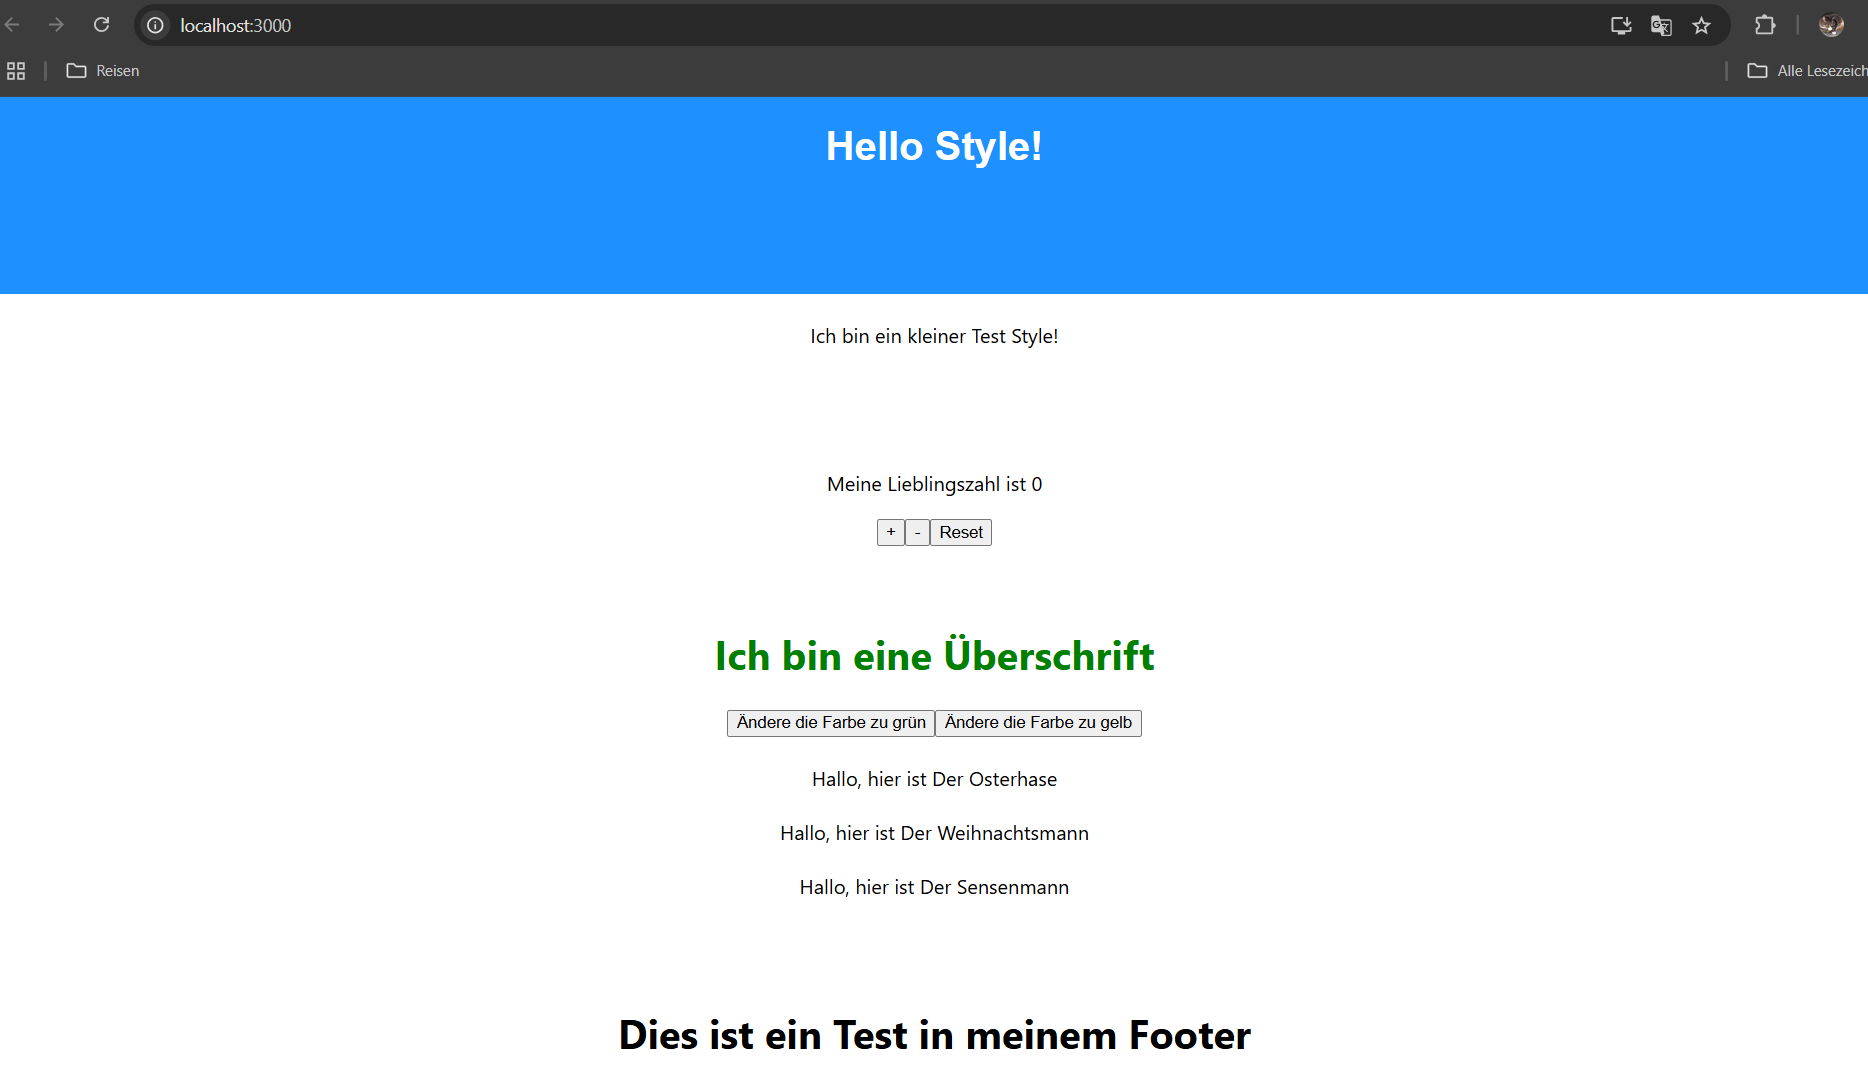 localhost:3000
Reisen
Alle Lesezeich
Hello Style!
Ich bin ein kleiner Test Style!
Meine Lieblingszahl ist 0
+ - Reset
Ich bin eine Überschrift
Ändere die Farbe zu grün Ändere die Farbe zu gelb
Hallo, hier ist Der Osterhase
Hallo, hier ist Der Weihnachtsmann
Hallo, hier ist Der Sensenmann
Dies ist ein Test in meinem Footer